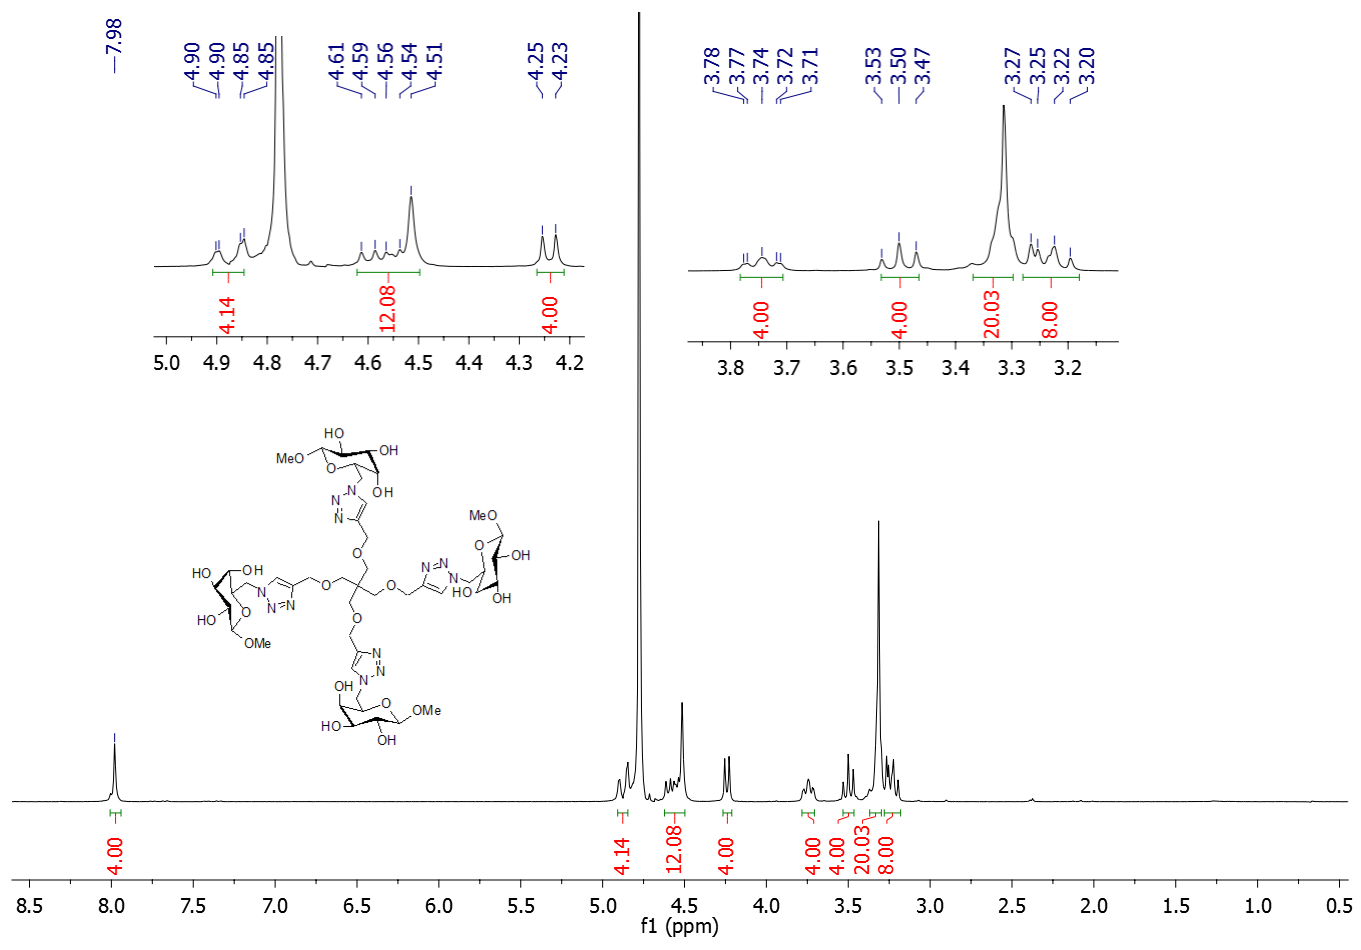 7.98
4.90
4.90
4.85
4.85
4.61
4.59
4.56
4.54
4.51
4.25
4.23
3.78
3.77
3.74
3.72
3.71
3.53
3.50
3.47
3.27
3.25
3.22
3.20
4.14
12.08
4.00
5.0 4.9 4.8 4.7 4.6 4.5 4.4 4.3 4.2
4.00
4.00
20.03
8.00
3.8 3.7 3.6 3.5 3.4 3.3 3.2
HO
MeO
O
OH
OH
N
N
N
O
MeO
O
OH
HO
OH
N
N
N
O
HO
OH
HO
O
OMe
N
N
N
O
O
N
N
N
OH
O
OMe
HO
OH
4.00
4.14
12.08
4.00
4.00
4.00
20.03
8.00
8.5 8.0 7.5 7.0 6.5 6.0 5.5 5.0 4.5 4.0 3.5 3.0 2.5 2.0 1.5 1.0 0.5
f1 (ppm)